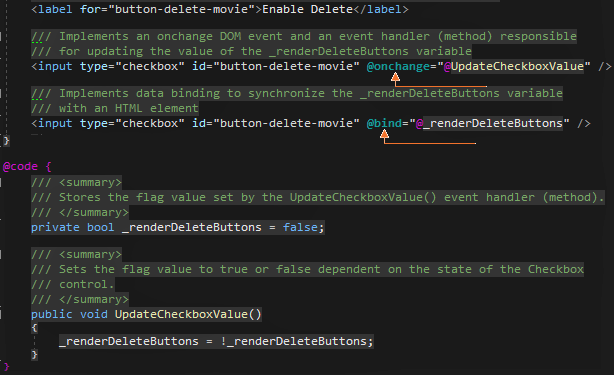 <label for="button-delete-movie">Enable Delete</label>
/// Implements an onchange DOM event and an event handler (method) responsible
/// for updating the value of the _renderDeleteButtons variable
<input type="checkbox" id="button-delete-movie" @onchange="@UpdateCheckboxValue" />
/// Implements data binding to synchronize the _renderDeleteButtons variable
/// with an HTML element
<input type="checkbox" id="button-delete-movie" @bind="@_renderDeleteButtons" />
}
@code {
/// <summary>
/// Stores the flag value set by the UpdateCheckboxValue() event handler (method).
/// </summary>
private bool _renderDeleteButtons = false;
/// <summary>
/// Sets the flag value to true or false dependent on the state of the Checkbox
/// control.
/// </summary>
public void UpdateCheckboxValue()
{
_renderDeleteButtons = !_renderDeleteButtons;
}
}